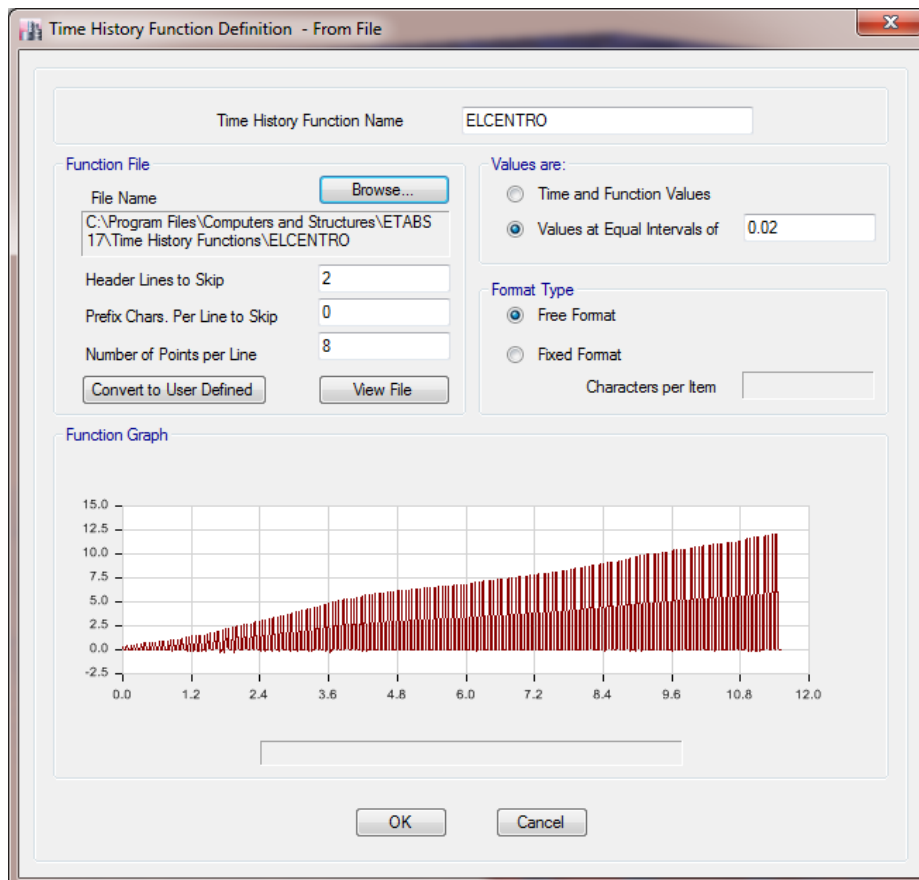 Time History Function Definition - From File
Time History Function Name ELCENTRO
Function File
File Name Browse...
C:\Program Files\Computers and Structures\ETABS
17\Time History Functions\ELCENTRO
Header Lines to Skip 2
Prefix Chars. Per Line to Skip 0
Number of Points per Line 8
Convert to User Defined View File
Values are:
Time and Function Values
Values at Equal Intervals of 0.02
Format Type
Free Format
Fixed Format
Characters per Item
Function Graph
15.0
12.5
10.0
7.5
5.0
2.5
0.0
-2.5
0.0 1.2 2.4 3.6 4.8 6.0 7.2 8.4 9.6 10.8 12.0
OK Cancel